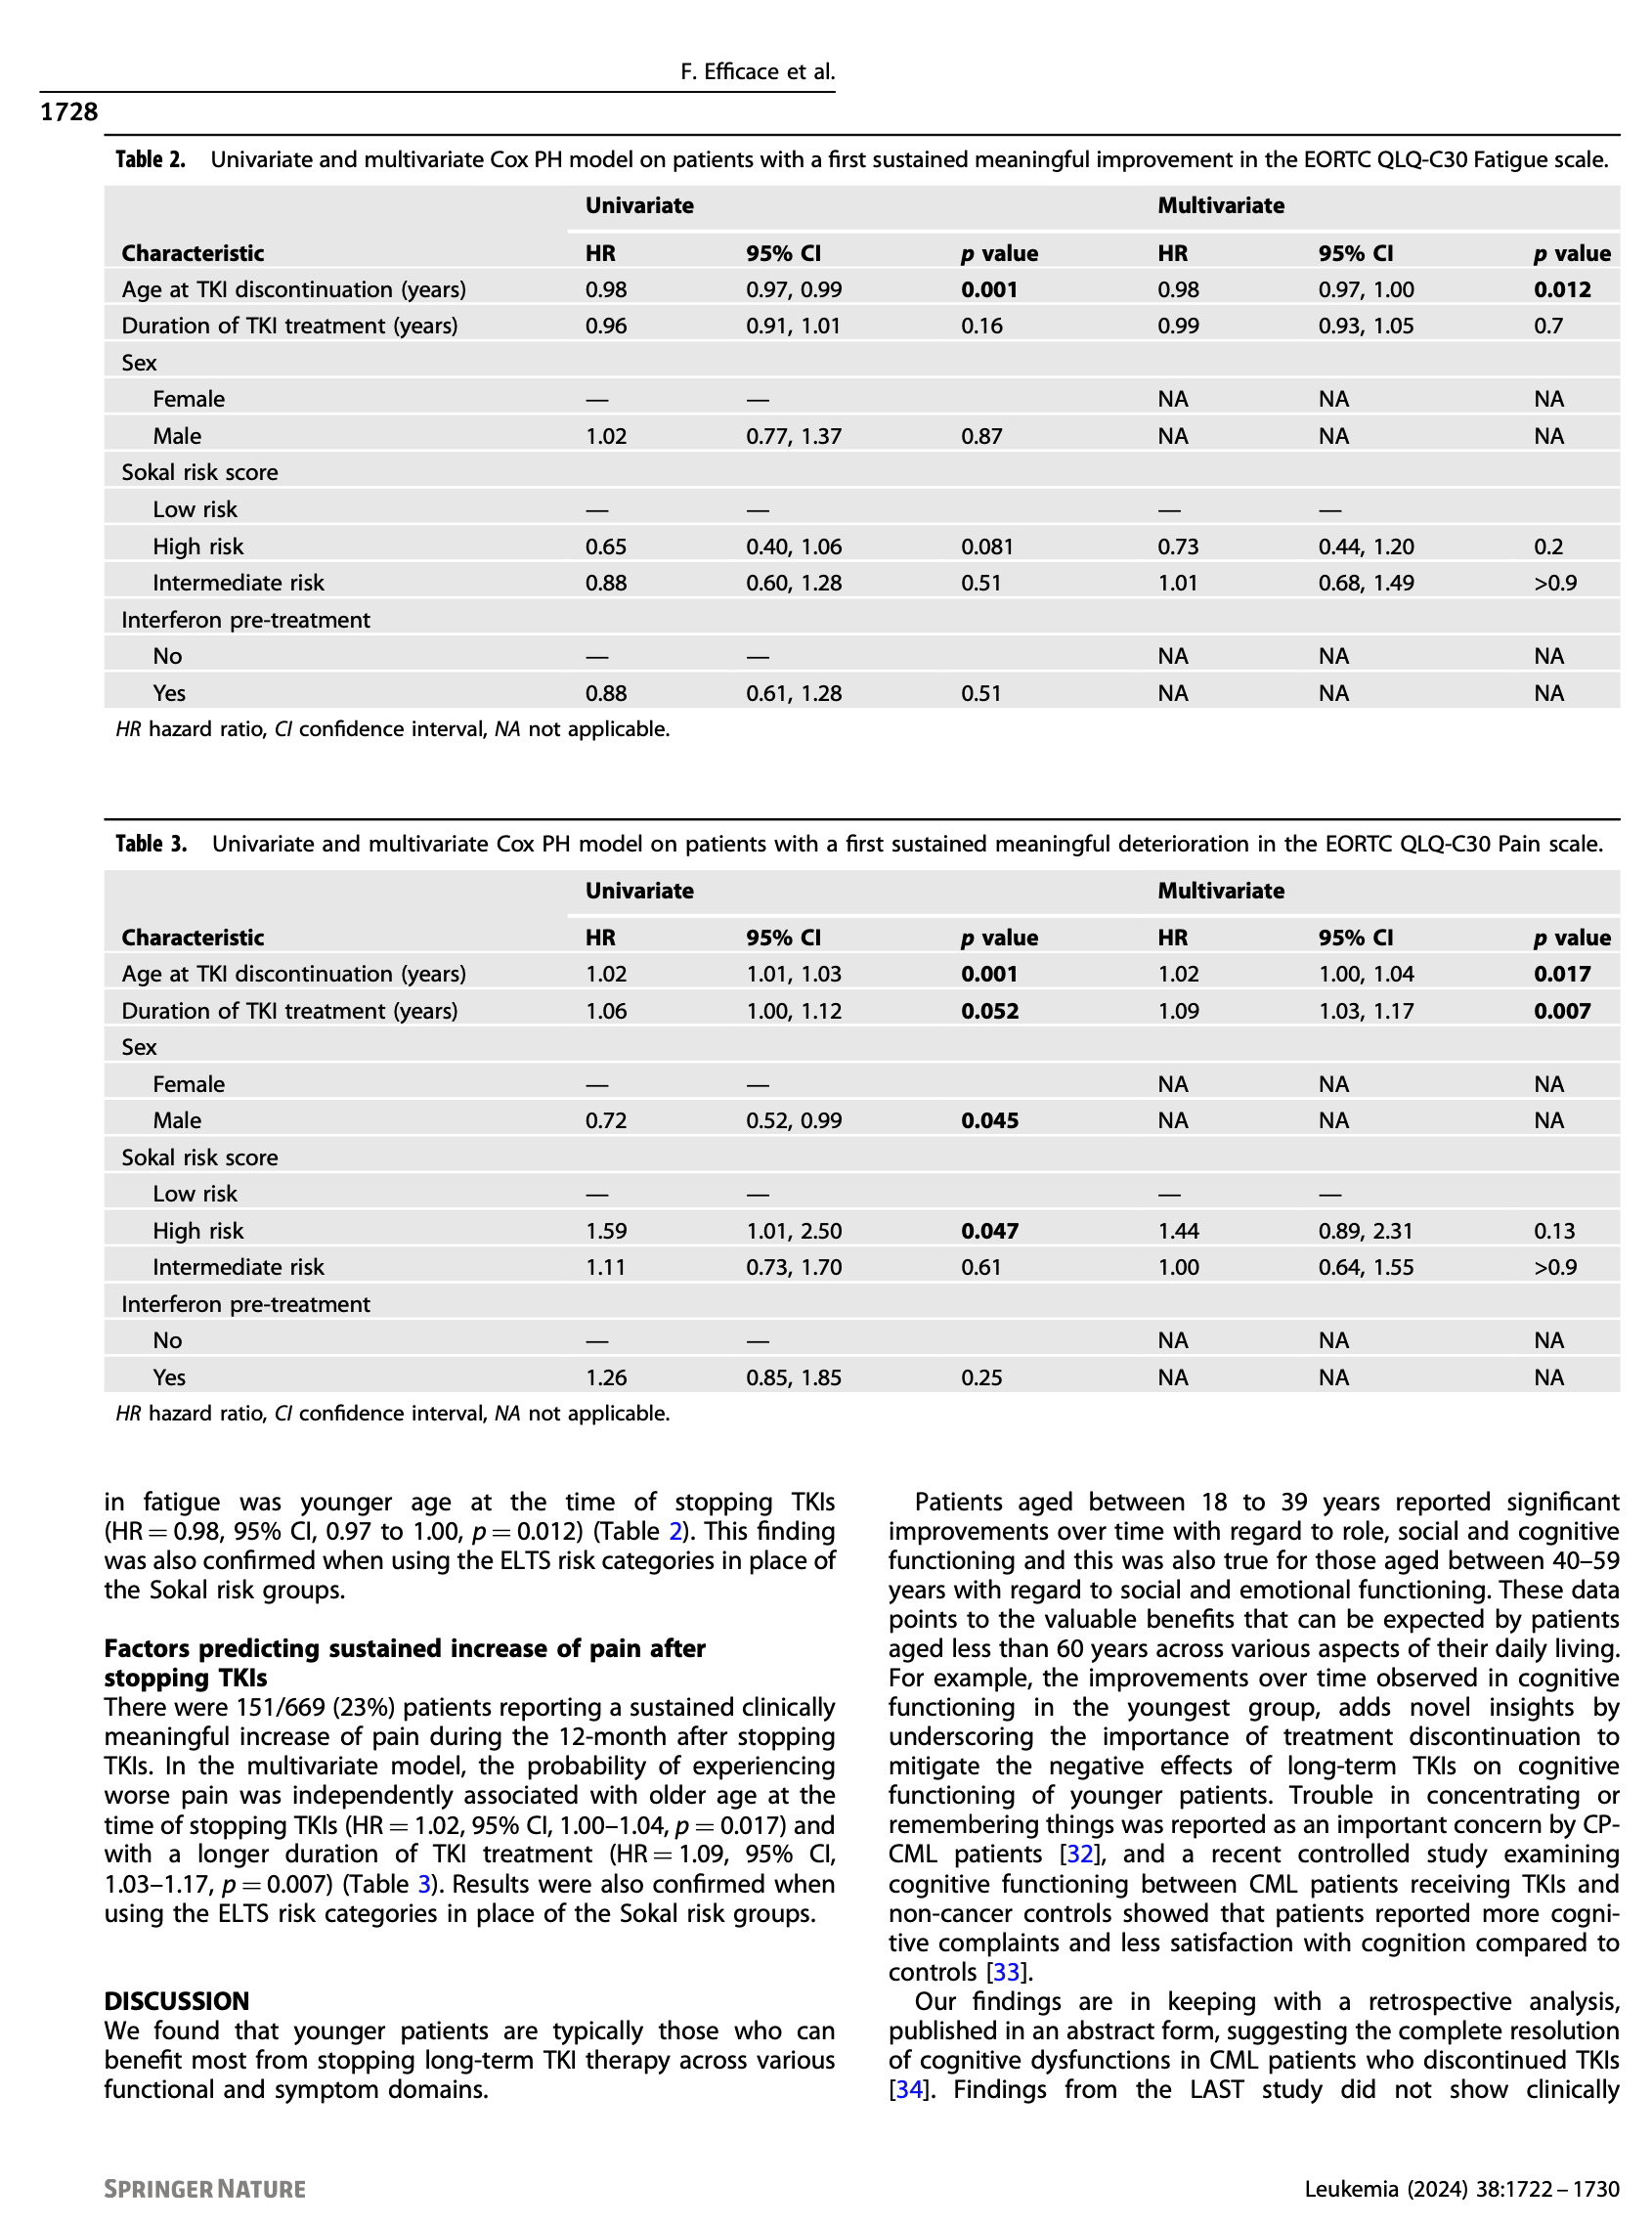 F. Efficace et al.
1728
Table 2. Univariate and multivariate Cox PH model on patients with a first sustained meaningful improvement in the EORTC QLQ-C30 Fatigue scale.
Univariate Multivariate
Characteristic HR 95% CI p value HR 95% CI p value
Age at TKI discontinuation (years) 0.98 0.97, 0.99 0.001 0.98 0.97, 1.00 0.012
Duration of TKI treatment (years) 0.96 0.91, 1.01 0.16 0.99 0.93, 1.05 0.7
Sex
Female — — NA NA NA
Male 1.02 0.77, 1.37 0.87 NA NA NA
Sokal risk score
Low risk — — — —
High risk 0.65 0.40, 1.06 0.081 0.73 0.44, 1.20 0.2
Intermediate risk 0.88 0.60, 1.28 0.51 1.01 0.68, 1.49 >0.9
Interferon pre-treatment
No — — NA NA NA
Yes 0.88 0.61, 1.28 0.51 NA NA NA
HR hazard ratio, CI confidence interval, NA not applicable.
Table 3. Univariate and multivariate Cox PH model on patients with a first sustained meaningful deterioration in the EORTC QLQ-C30 Pain scale.
Univariate Multivariate
Characteristic HR 95% CI p value HR 95% CI p value
Age at TKI discontinuation (years) 1.02 1.01, 1.03 0.001 1.02 1.00, 1.04 0.017
Duration of TKI treatment (years) 1.06 1.00, 1.12 0.052 1.09 1.03, 1.17 0.007
Sex
Female — — NA NA NA
Male 0.72 0.52, 0.99 0.045 NA NA NA
Sokal risk score
Low risk — — — —
High risk 1.59 1.01, 2.50 0.047 1.44 0.89, 2.31 0.13
Intermediate risk 1.11 0.73, 1.70 0.61 1.00 0.64, 1.55 >0.9
Interferon pre-treatment
No — — NA NA NA
Yes 1.26 0.85, 1.85 0.25 NA NA NA
HR hazard ratio, CI confidence interval, NA not applicable.
in fatigue was younger age at the time of stopping TKIs
(HR = 0.98, 95% CI, 0.97 to 1.00, p = 0.012) (Table 2). This finding
was also confirmed when using the ELTS risk categories in place of
the Sokal risk groups.
Factors predicting sustained increase of pain after
stopping TKIs
There were 151/669 (23%) patients reporting a sustained clinically
meaningful increase of pain during the 12-month after stopping
TKIs. In the multivariate model, the probability of experiencing
worse pain was independently associated with older age at the
time of stopping TKIs (HR = 1.02, 95% CI, 1.00–1.04, p = 0.017) and
with a longer duration of TKI treatment (HR = 1.09, 95% CI,
1.03–1.17, p = 0.007) (Table 3). Results were also confirmed when
using the ELTS risk categories in place of the Sokal risk groups.
DISCUSSION
We found that younger patients are typically those who can
benefit most from stopping long-term TKI therapy across various
functional and symptom domains.
Patients aged between 18 to 39 years reported significant
improvements over time with regard to role, social and cognitive
functioning and this was also true for those aged between 40–59
years with regard to social and emotional functioning. These data
points to the valuable benefits that can be expected by patients
aged less than 60 years across various aspects of their daily living.
For example, the improvements over time observed in cognitive
functioning in the youngest group, adds novel insights by
underscoring the importance of treatment discontinuation to
mitigate the negative effects of long-term TKIs on cognitive
functioning of younger patients. Trouble in concentrating or
remembering things was reported as an important concern by CP-
CML patients [32], and a recent controlled study examining
cognitive functioning between CML patients receiving TKIs and
non-cancer controls showed that patients reported more cogni-
tive complaints and less satisfaction with cognition compared to
controls [33].
Our findings are in keeping with a retrospective analysis,
published in an abstract form, suggesting the complete resolution
of cognitive dysfunctions in CML patients who discontinued TKIs
[34]. Findings from the LAST study did not show clinically
SPRINGER NATURE
Leukemia (2024) 38:1722 – 1730